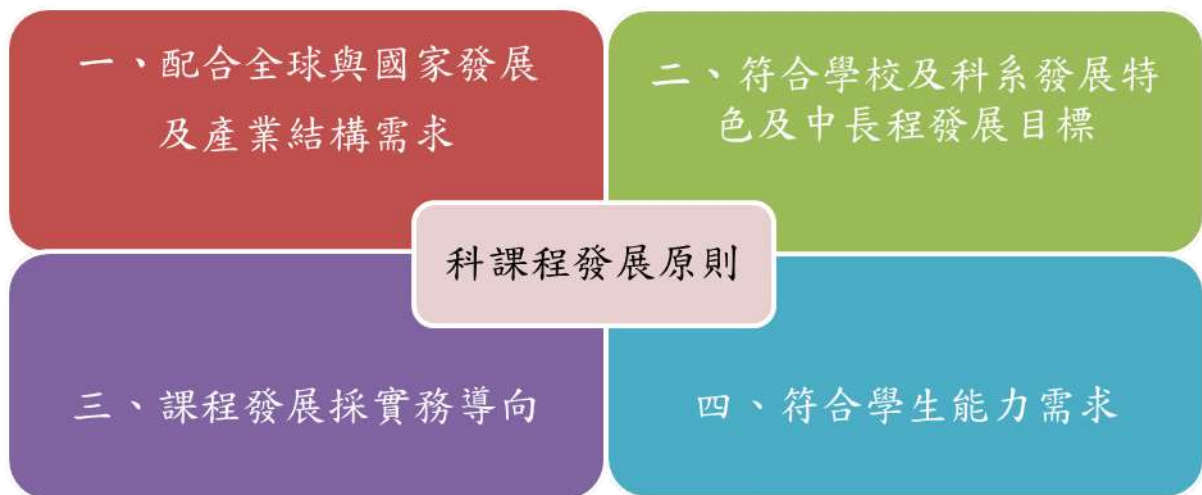 一、配合全球與國家發展
及產業結構需求
二、符合學校及科系發展特
色及中長程發展目標
科課程發展原則
三、課程發展採實務導向
四、符合學生能力需求